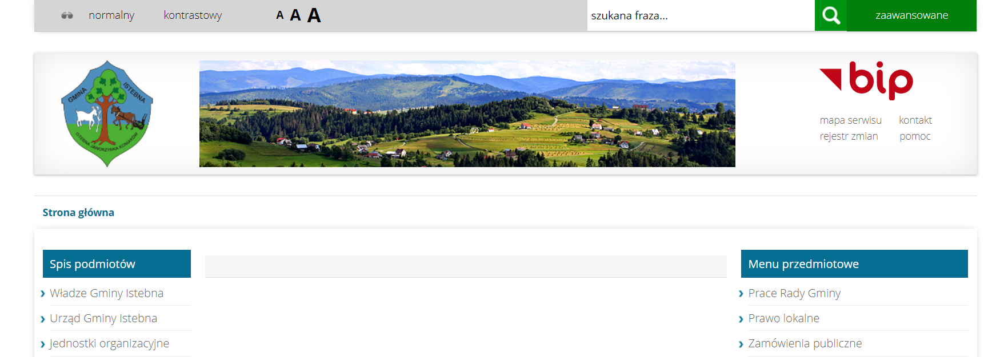 normalny kontrastowy A A A szukana fraza... zaawansowane
GMINA ISTEBNA
ISTEBNA JAWORZYNKA KONIAKÓW
bip
mapa serwisu kontakt
rejestr zmian pomoc
Strona główna
Spis podmiotów
Władze Gminy Istebna
Urząd Gminy Istebna
Jednostki organizacyjne
Menu przedmiotowe
Prace Rady Gminy
Prawo lokalne
Zamówienia publiczne